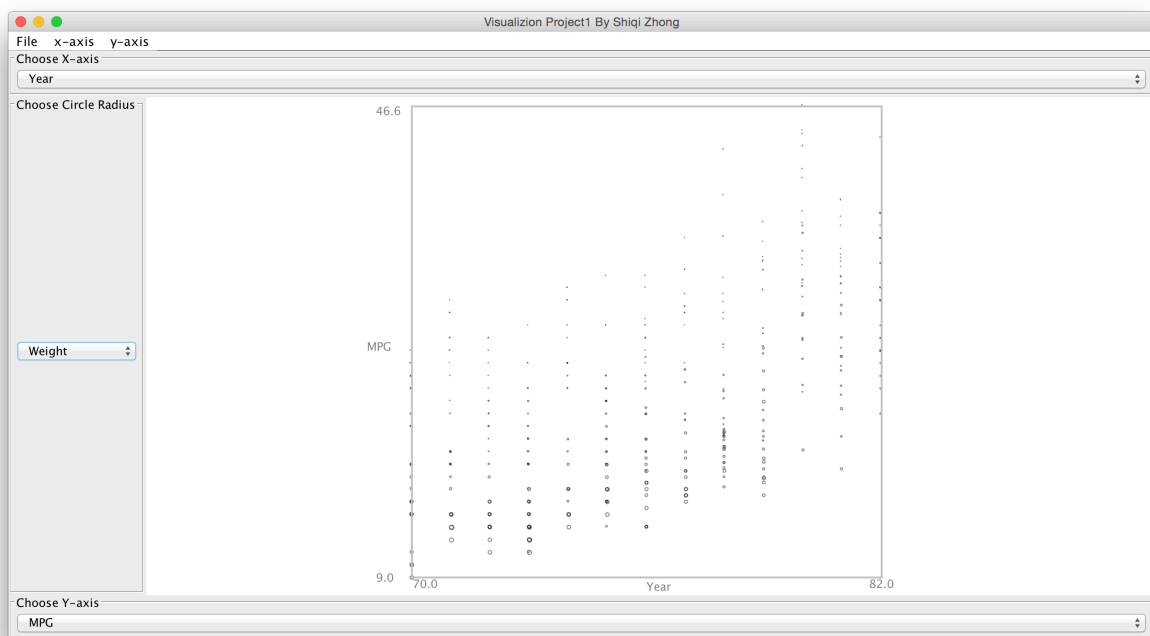 Visualizion Project1 By Shiqi Zhong
File x-axis y-axis
Choose X-axis
Year
Choose Circle Radius
46.6
Weight
MPG
9.0
70.0
Year
82.0
Choose Y-axis
MPG